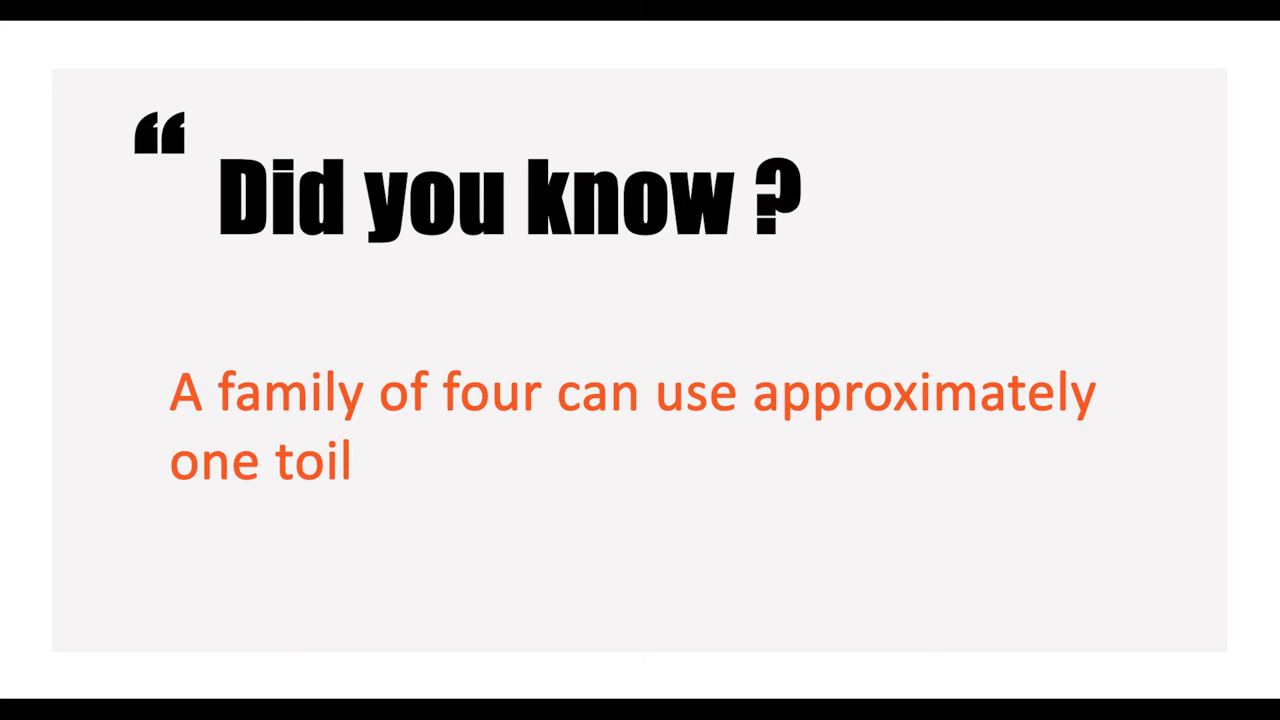 “ Did you know ?
A family of four can use approximately
one toil